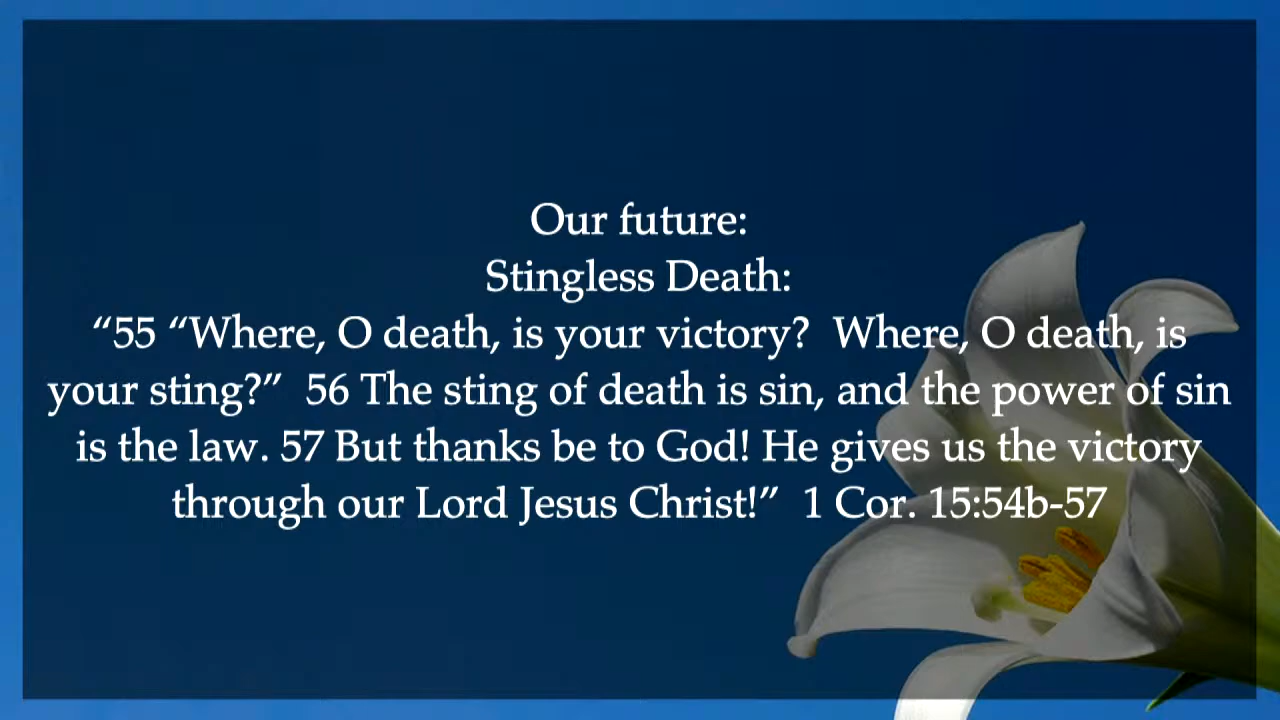 Our future:
Stingless Death:
“55 “Where, O death, is your victory?  Where, O death, is
your sting?”  56 The sting of death is sin, and the power of sin
is the law. 57 But thanks be to God! He gives us the victory
through our Lord Jesus Christ!”  1 Cor. 15:54b-57